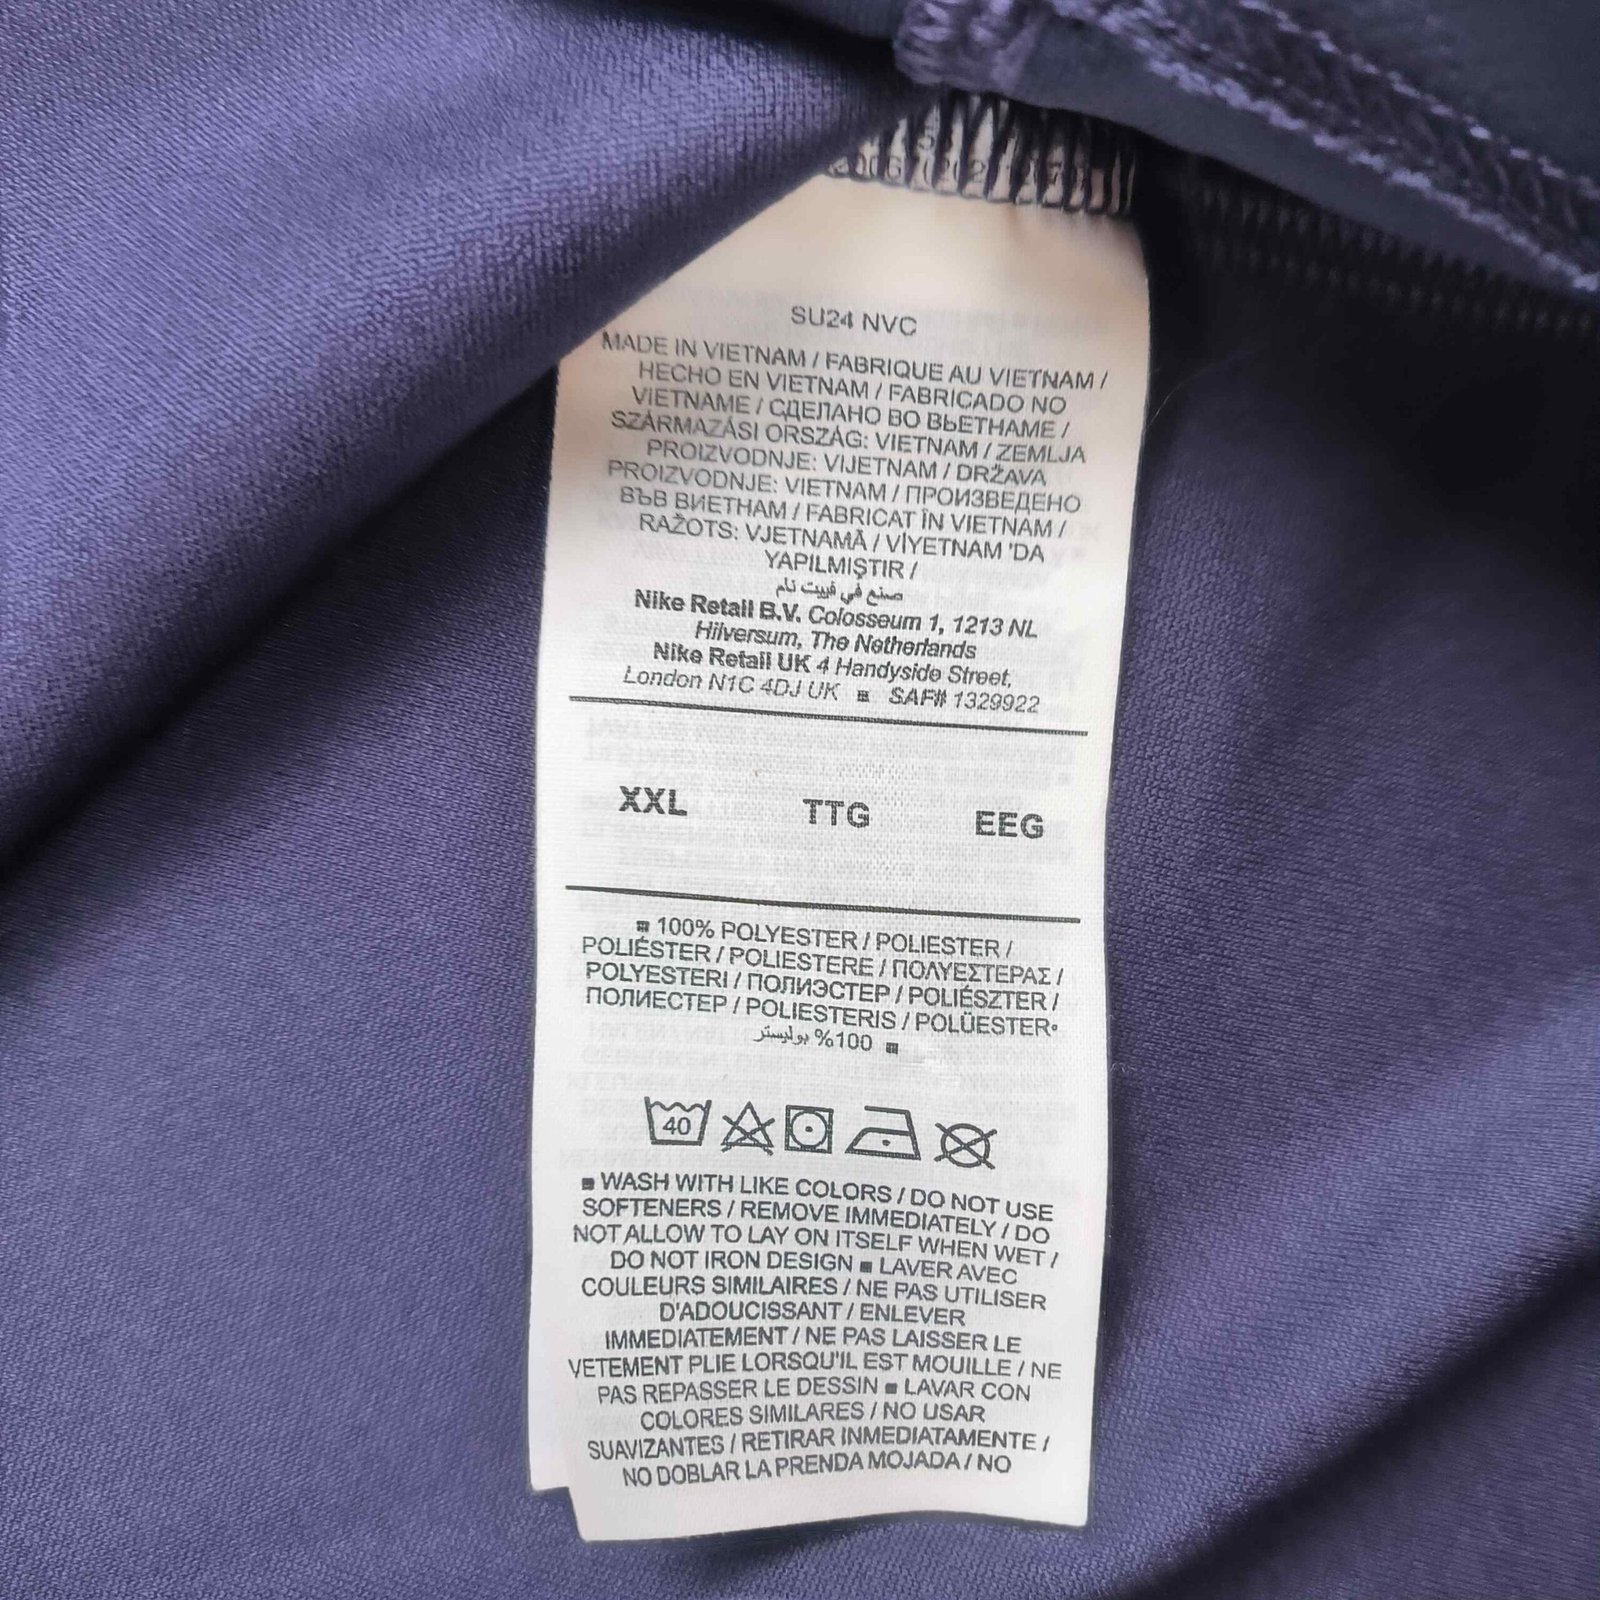 SU24 NVC
MADE IN VIETNAM / FABRIQUE AU VIETNAM /
HECHO EN VIETNAM / FABRICADO NO
VIETNAME / СДЕЛАНО ВО ВЬЕТНАМЕ /
SZÁRMAZÁSI ORSZÁG: VIETNAM / ZEMLJA
PROIZVODNJE: VIJETNAM / DRŽAVA
PROIZVODNJE: VIETNAM / ПРОИЗВЕДЕНО
ВЪВ ВИЕТНАМ / FABRICAT ÎN VIETNAM /
RAŽOTS: VJETNAMĀ / VİYETNAM 'DA
YAPILMIŞTIR /
صنع في فييت نام
Nike Retail B.V. Colosseum 1, 1213 NL
Hilversum, The Netherlands
Nike Retail UK 4 Handyside Street,
London N1C 4DJ UK ■ SAF# 1329922
XXL TTG EEG
■ 100% POLYESTER / POLIESTER /
POLIÉSTER / POLIESTERE / ΠΟΛΥΕΣΤΕΡΑΣ /
POLYESTERI / ПОЛИЭСТЕР / POLIÉSZTER /
ПОЛИЕСТЕР / POLIESTERIS / POLÜESTER•
100% بوليستر ■
40
■ WASH WITH LIKE COLORS / DO NOT USE
SOFTENERS / REMOVE IMMEDIATELY / DO
NOT ALLOW TO LAY ON ITSELF WHEN WET /
DO NOT IRON DESIGN ■ LAVER AVEC
COULEURS SIMILAIRES / NE PAS UTILISER
D'ADOUCISSANT / ENLEVER
IMMEDIATEMENT / NE PAS LAISSER LE
VETEMENT PLIE LORSQU'IL EST MOUILLE / NE
PAS REPASSER LE DESSIN ■ LAVAR CON
COLORES SIMILARES / NO USAR
SUAVIZANTES / RETIRAR INMEDIATAMENTE /
NO DOBLAR LA PRENDA MOJADA / NO